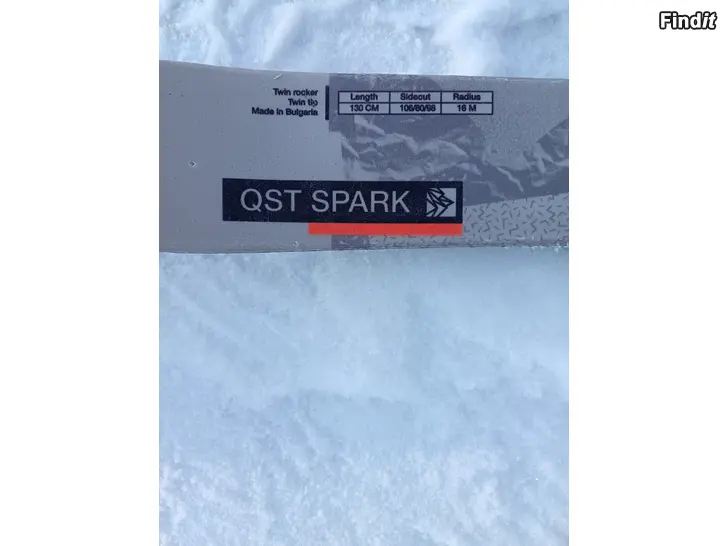 Findit
Twin rocker
Twin tip
Made in Bulgaria
Length Sidecut Radius
130 CM 106/80/98 16 M
QST SPARK